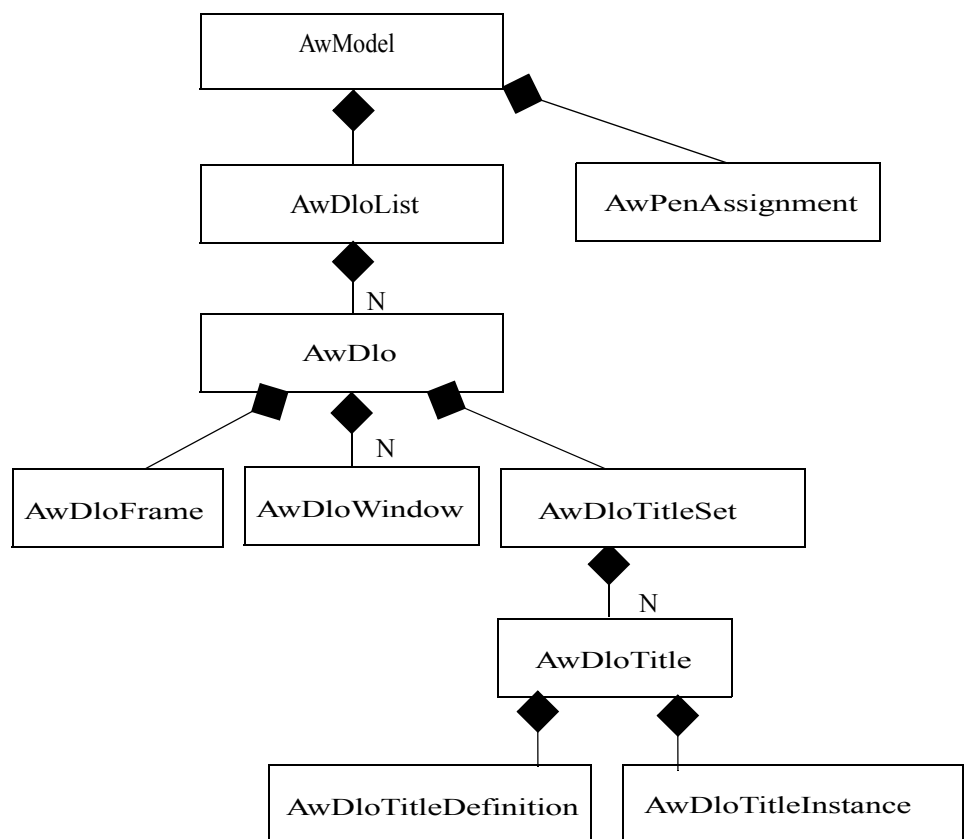 AwModel
AwDloList
AwPenAssignment
N
AwDlo
N
AwDloFrame
AwDloWindow
AwDloTitleSet
N
AwDloTitle
AwDloTitleDefinition
AwDloTitleInstance